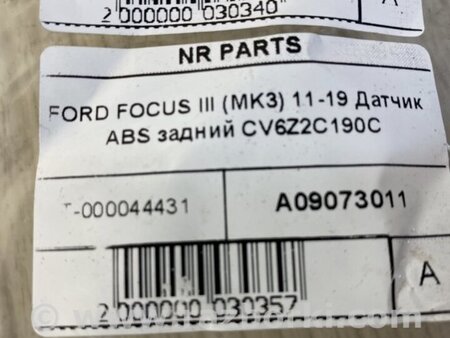 2 000000 030340
A
NR PARTS
FORD FOCUS III (MK3) 11-19 Датчик
ABS задний CV6Z2C190C
-000044431
A09073011
2 000000 030357
A